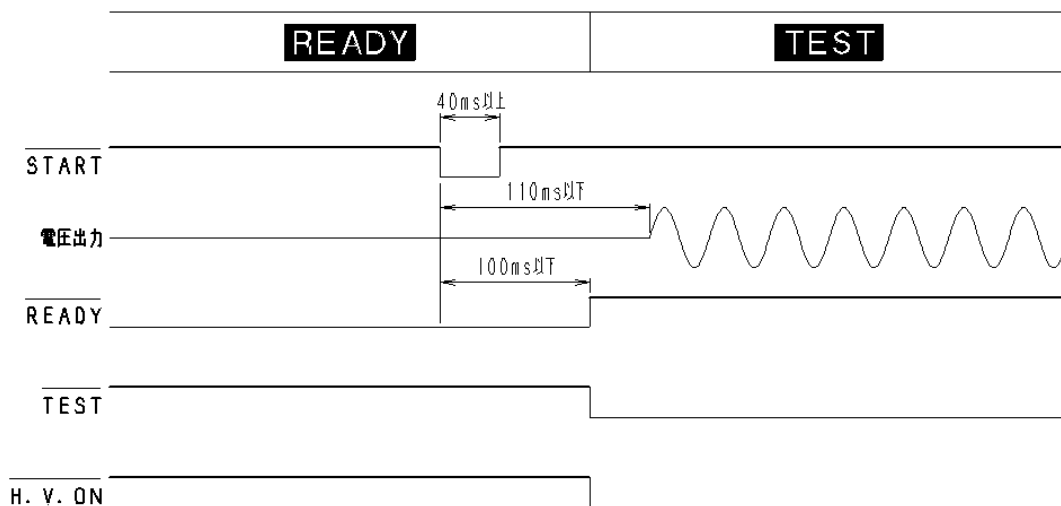 READY TEST
40ms以上
START
110ms以下
電圧出力
100ms以下
READY
TEST
H. V. ON